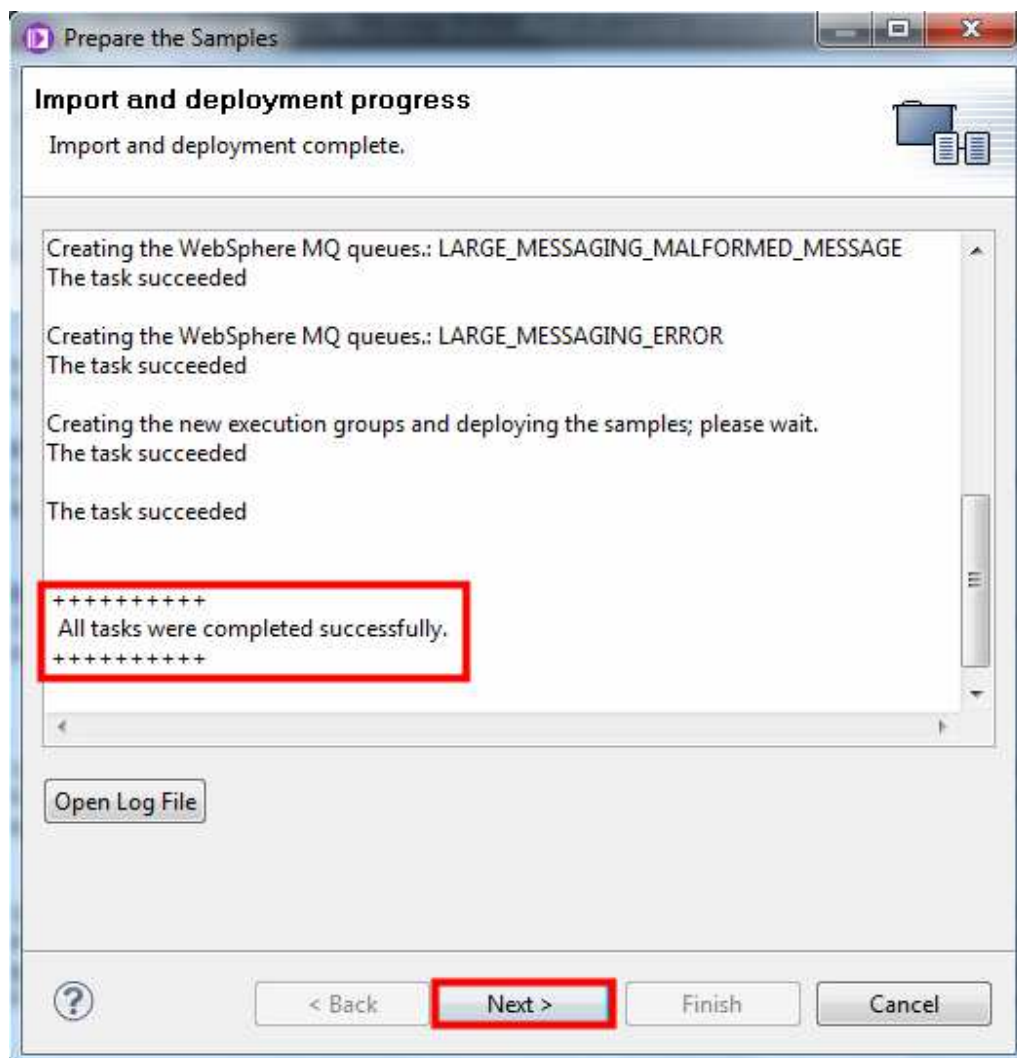 Prepare the Samples
Import and deployment progress
Import and deployment complete.
Creating the WebSphere MQ queues.: LARGE_MESSAGING_MALFORMED_MESSAGE
The task succeeded
Creating the WebSphere MQ queues.: LARGE_MESSAGING_ERROR
The task succeeded
Creating the new execution groups and deploying the samples; please wait.
The task succeeded
The task succeeded
++++++++++
All tasks were completed successfully.
++++++++++
Open Log File
? < Back Next > Finish Cancel